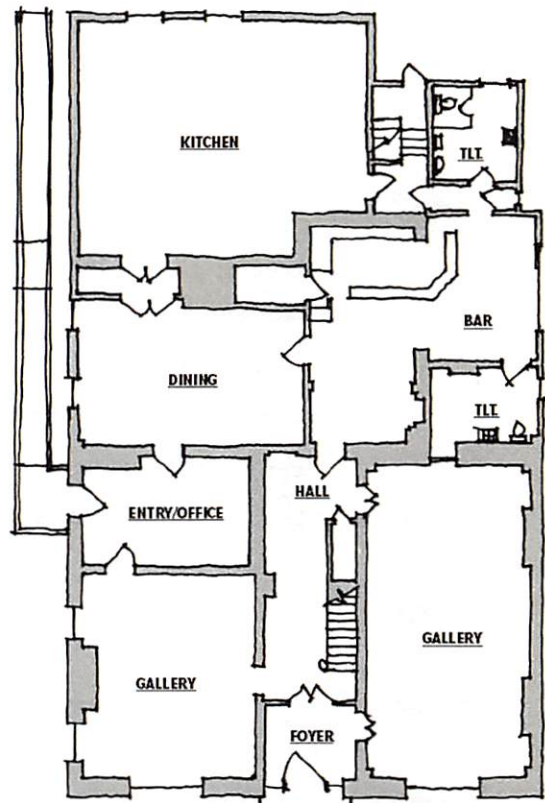 KITCHEN
TLT.
BAR
DINING
TLT.
HALL
ENTRY/OFFICE
GALLERY
GALLERY
FOYER